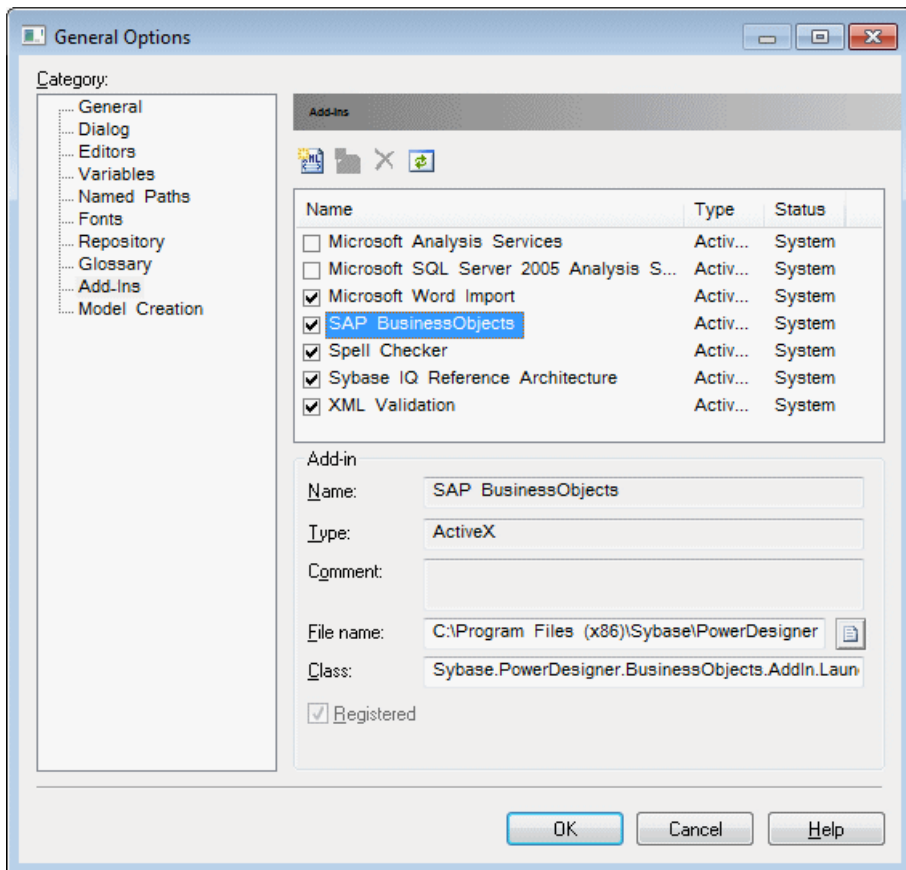 General Options
Category:
General
Dialog
Editors
Variables
Named Paths
Fonts
Repository
Glossary
Add-Ins
Model Creation
Add-Ins
Name Type Status
Microsoft Analysis Services Activ... System
Microsoft SQL Server 2005 Analysis S... Activ... System
Microsoft Word Import Activ... System
SAP BusinessObjects Activ... System
Spell Checker Activ... System
Sybase IQ Reference Architecture Activ... System
XML Validation Activ... System
Add-in
Name: SAP BusinessObjects
Type: ActiveX
Comment:
File name: C:\Program Files (x86)\Sybase\PowerDesigner
Class: Sybase.PowerDesigner.BusinessObjects.AddIn.Laun
Registered
OK Cancel Help